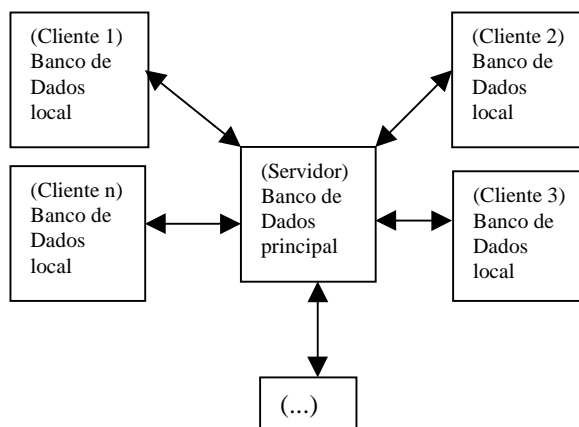 (Cliente 1)
Banco de
Dados
local
(Cliente 2)
Banco de
Dados
local
(Servidor)
Banco de
Dados
principal
(Cliente n)
Banco de
Dados
local
(Cliente 3)
Banco de
Dados
local
(...)